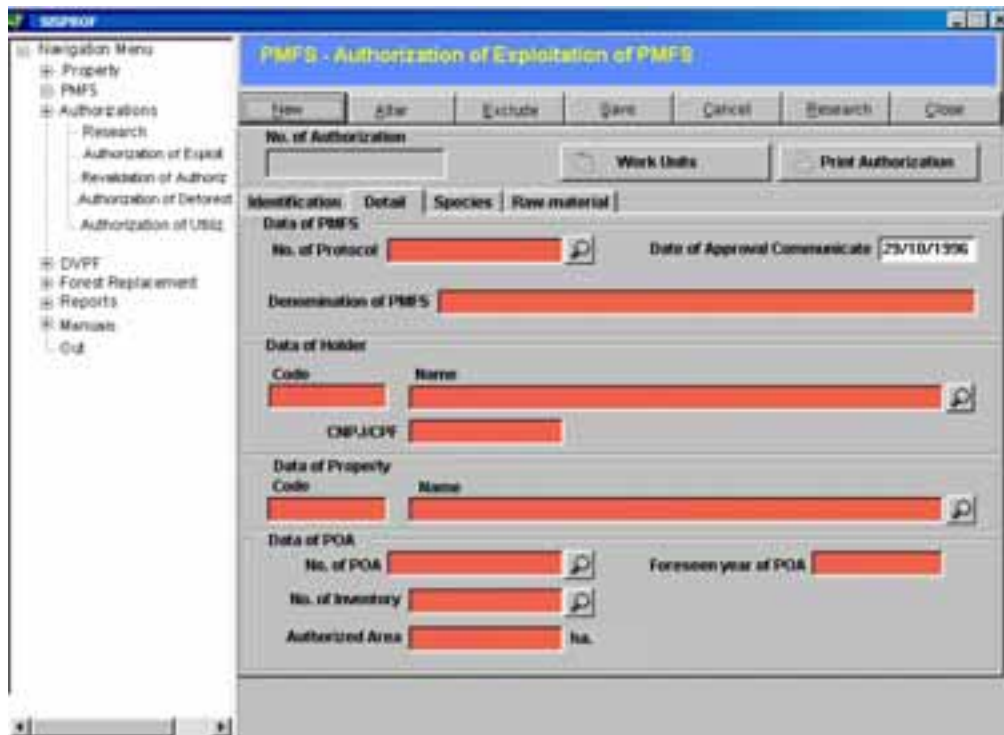 SISPROF
Navigation Menu
Property
PMFS
Authorizations
Research
Authorization of Exploit
Revalidation of Authoriz
Authorization of Deforest
Authorization of Utiliz
DVPF
Forest Replacement
Reports
Manuais
Out
PMFS - Authorization of Exploitation of PMFS
New Alter Exclude Save Cancel Research Close
No. of Authorization
Work Units Print Authorization
Identification Detail Species Raw material
Data of PMFS
No. of Protocol Date of Approval Communicate 29/10/1996
Denomination of PMFS
Data of Holder
Code Name
CNPJ/CPF
Data of Property
Code Name
Data of POA
No. of POA Foreseen year of POA
No. of Inventory
Authorized Area ha.